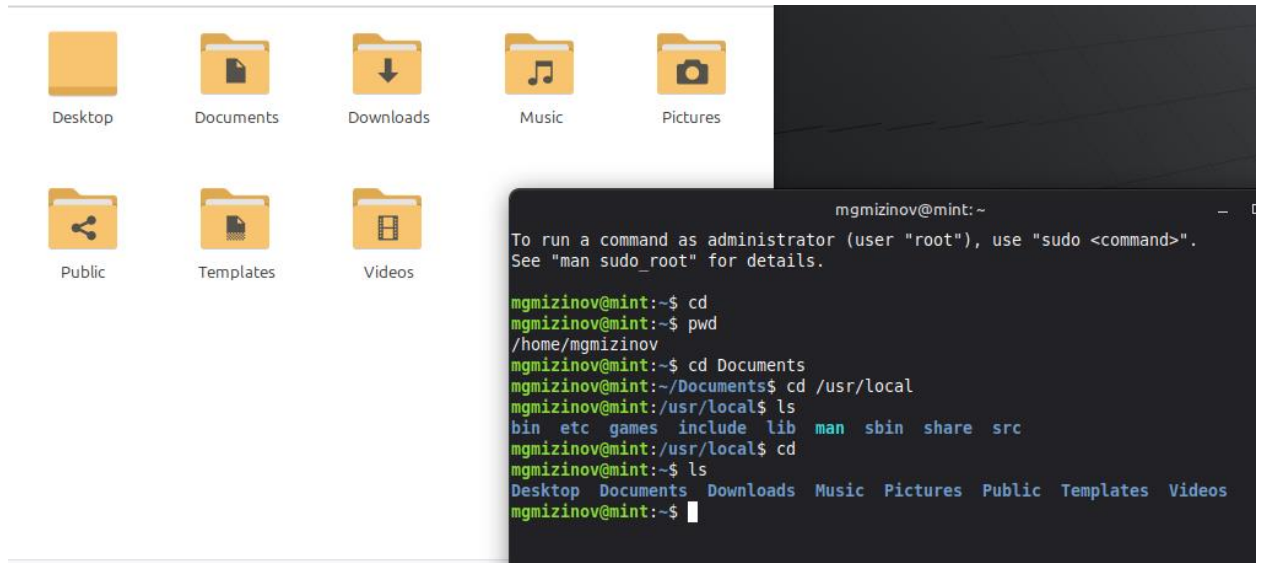 Desktop Documents Downloads Music Pictures
Public Templates Videos
mgmizinov@mint: ~
To run a command as administrator (user "root"), use "sudo <command>".
See "man sudo_root" for details.
mgmizinov@mint:~$ cd
mgmizinov@mint:~$ pwd
/home/mgmizinov
mgmizinov@mint:~$ cd Documents
mgmizinov@mint:~/Documents$ cd /usr/local
mgmizinov@mint:/usr/local$ ls
bin etc games include lib man sbin share src
mgmizinov@mint:/usr/local$ cd
mgmizinov@mint:~$ ls
Desktop Documents Downloads Music Pictures Public Templates Videos
mgmizinov@mint:~$